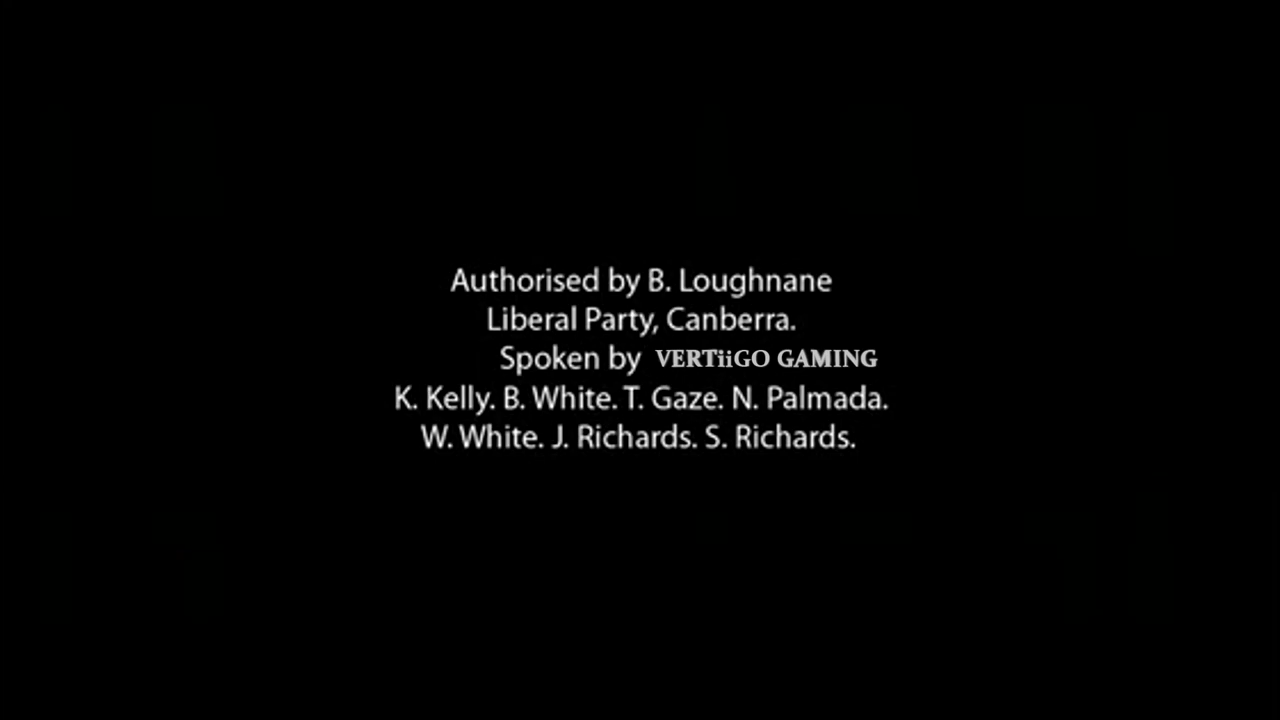 Authorised by B. Loughnane
Liberal Party, Canberra.
Spoken by VERTiiGO GAMING
K. Kelly. B. White. T. Gaze. N. Palmada.
W. White. J. Richards. S. Richards.